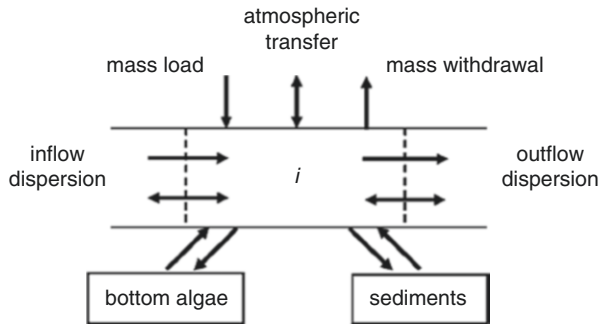 atmospheric
transfer
mass load
mass withdrawal
inflow
dispersion
i
outflow
dispersion
bottom algae
sediments